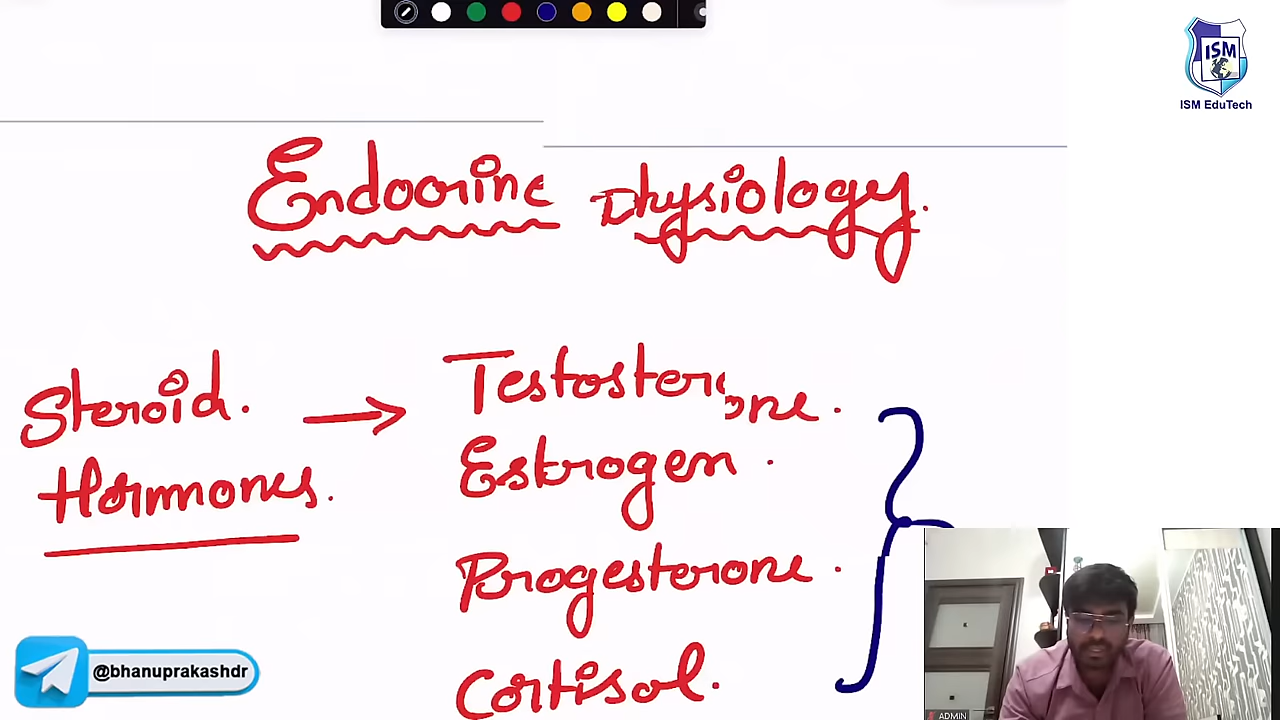 ISM
ISM EduTech
Endocrine Physiology.
Steroid. → Testosterone.
Hormones.
Estrogen.
Progesterone.
Cortisol.
@bhanuprakashdr
ADMIN